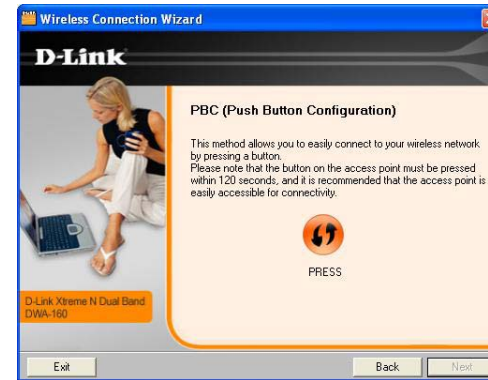 Wireless Connection Wizard
D-Link
PBC (Push Button Configuration)
This method allows you to easily connect to your wireless network
by pressing a button.
Please note that the button on the access point must be pressed
within 120 seconds, and it is recommended that the access point is
easily accessible for connectivity.
PRESS
D-Link Xtreme N Dual Band
DWA-160
Exit
Back
Next